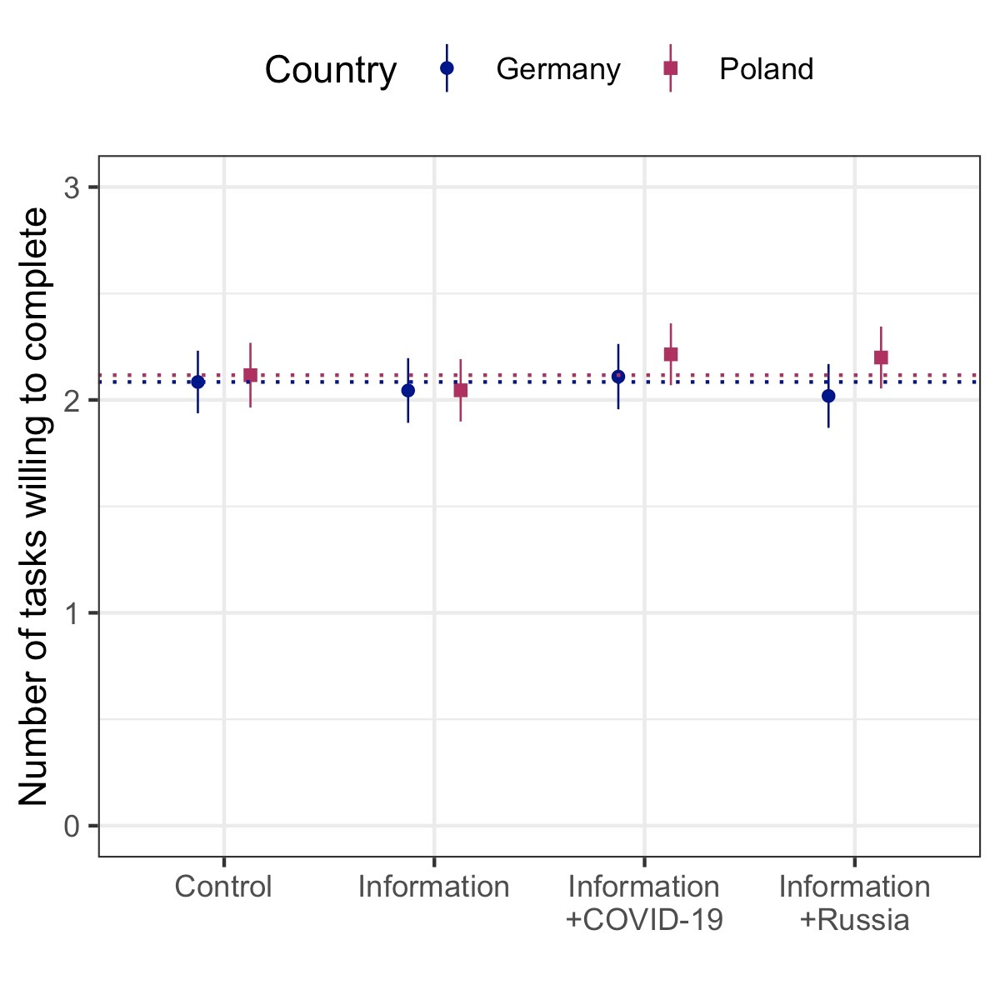 Country Germany Poland
Number of tasks willing to complete
3
2
1
0
Control Information Information Information
+COVID-19 +Russia